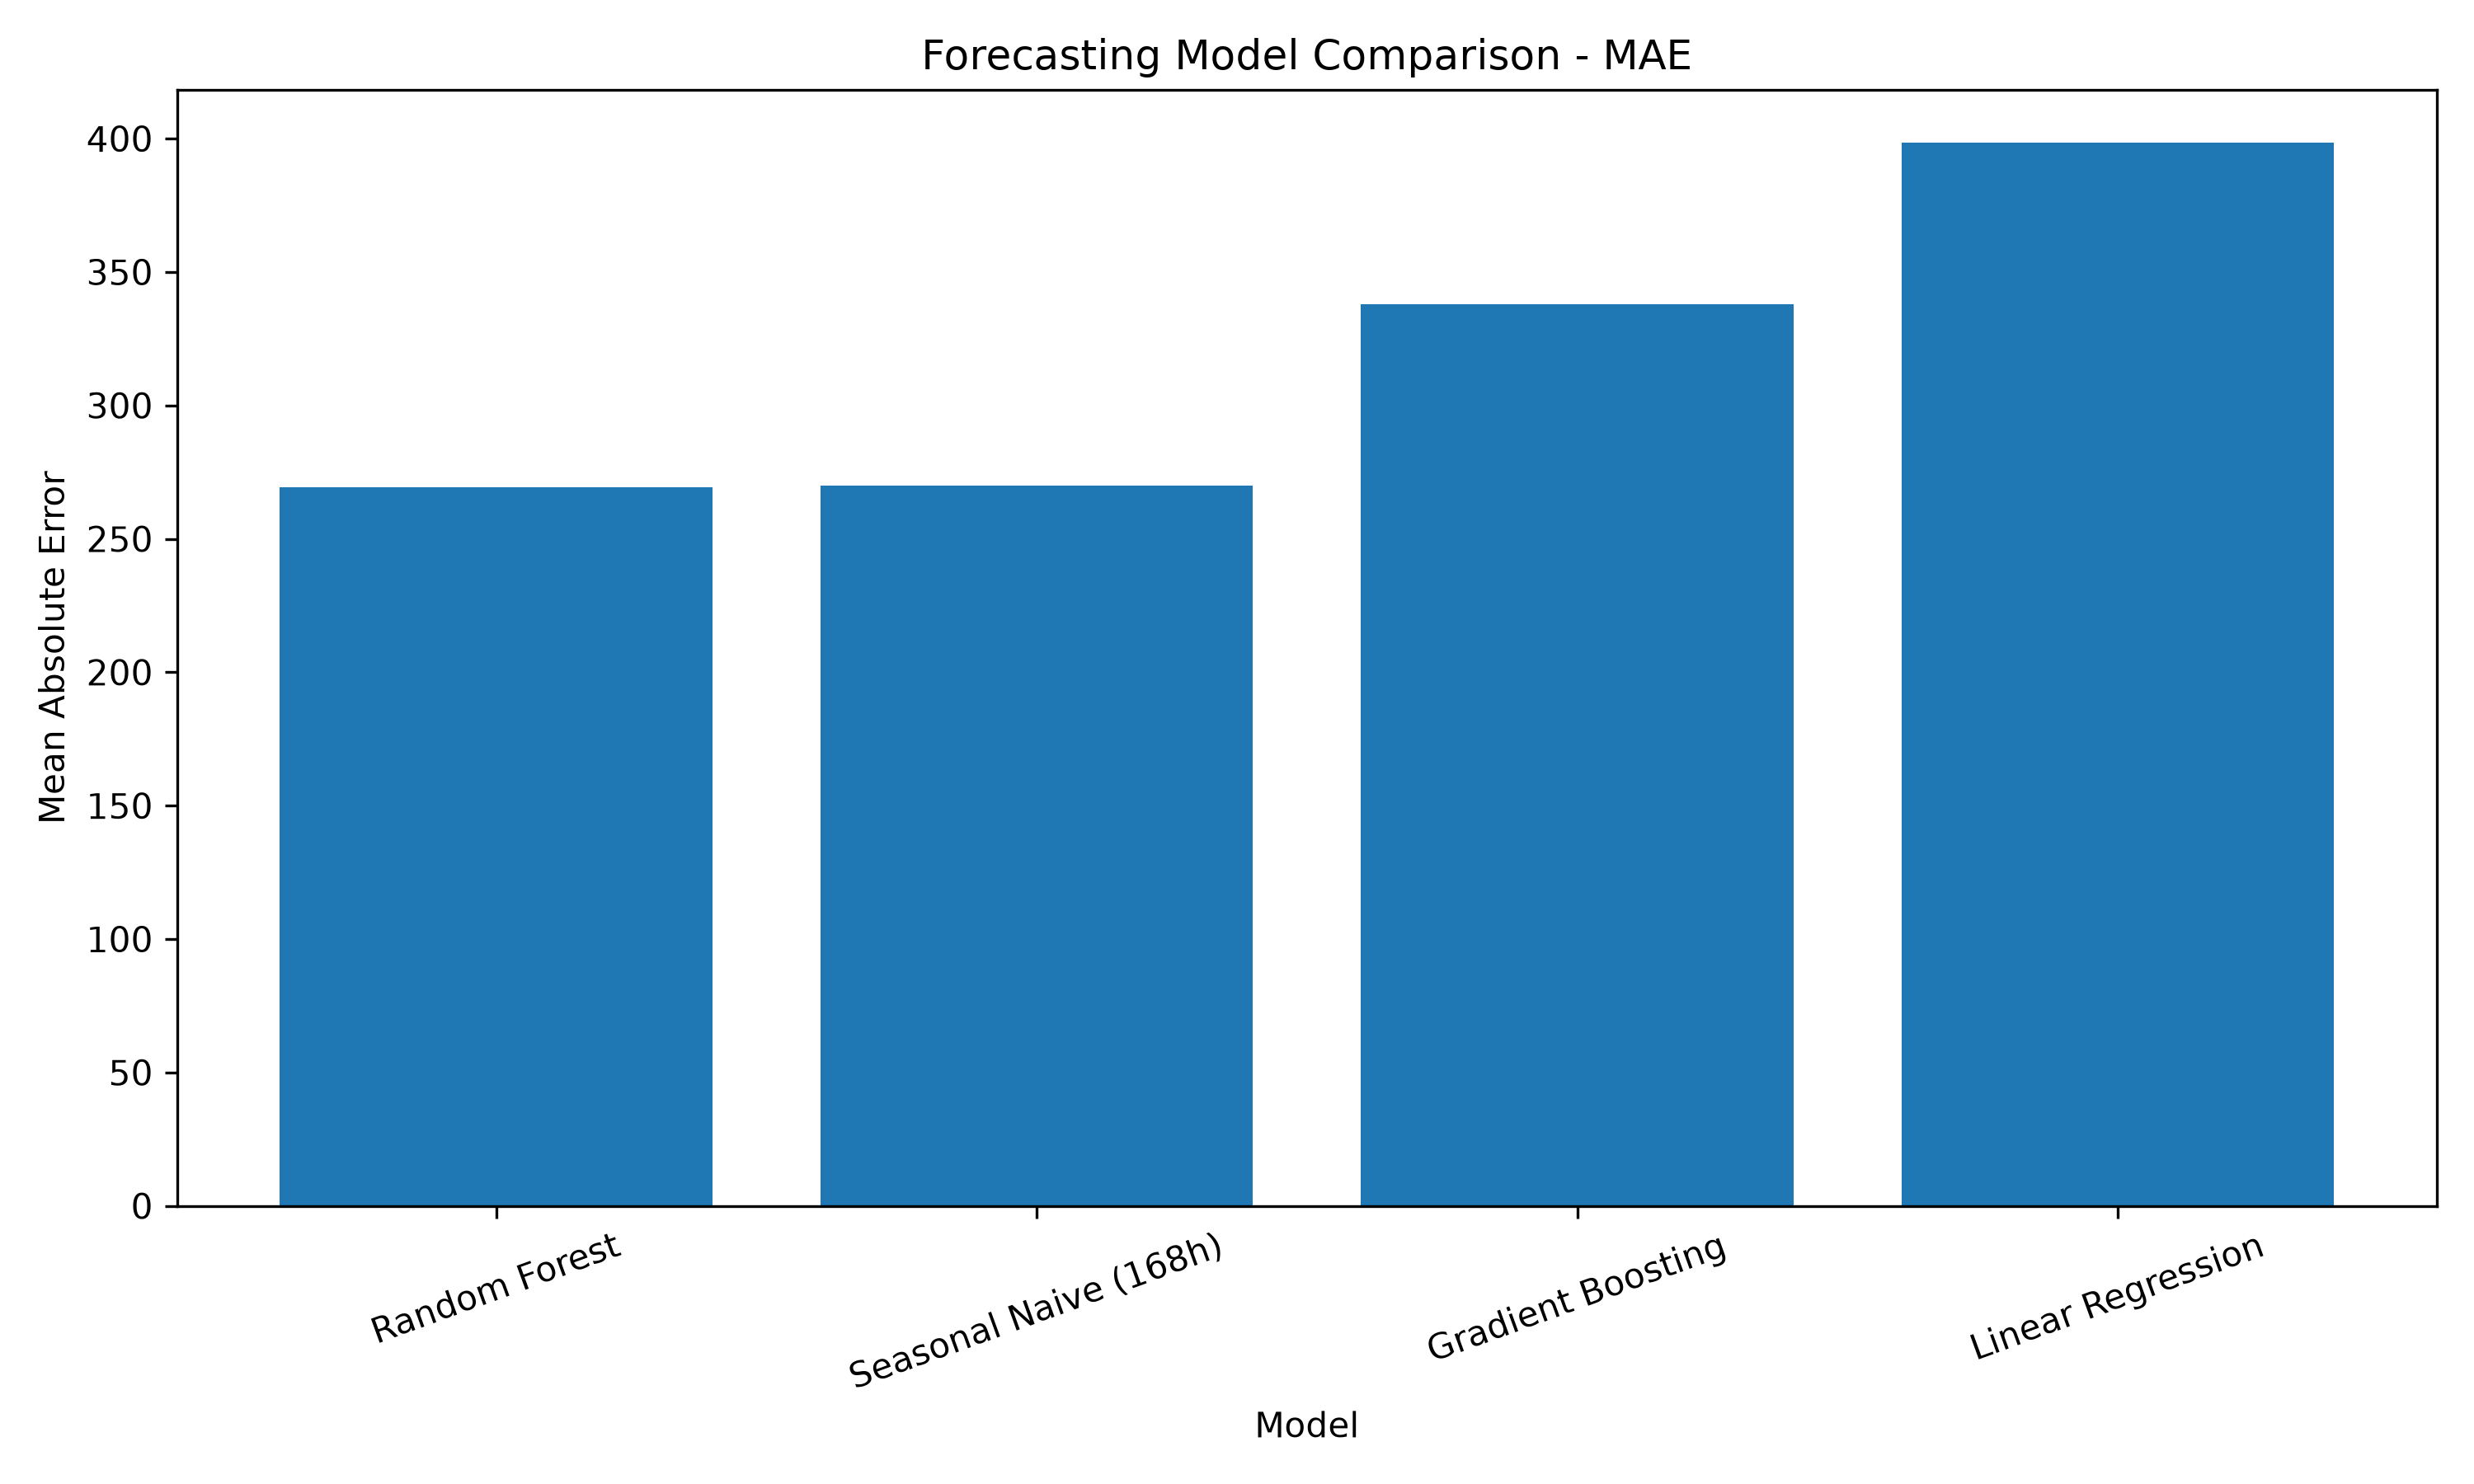 Forecasting Model Comparison - MAE
Mean Absolute Error
400
350
300
250
200
150
100
50
0
Random Forest
Seasonal Naive (168h)
Gradient Boosting
Linear Regression
Model